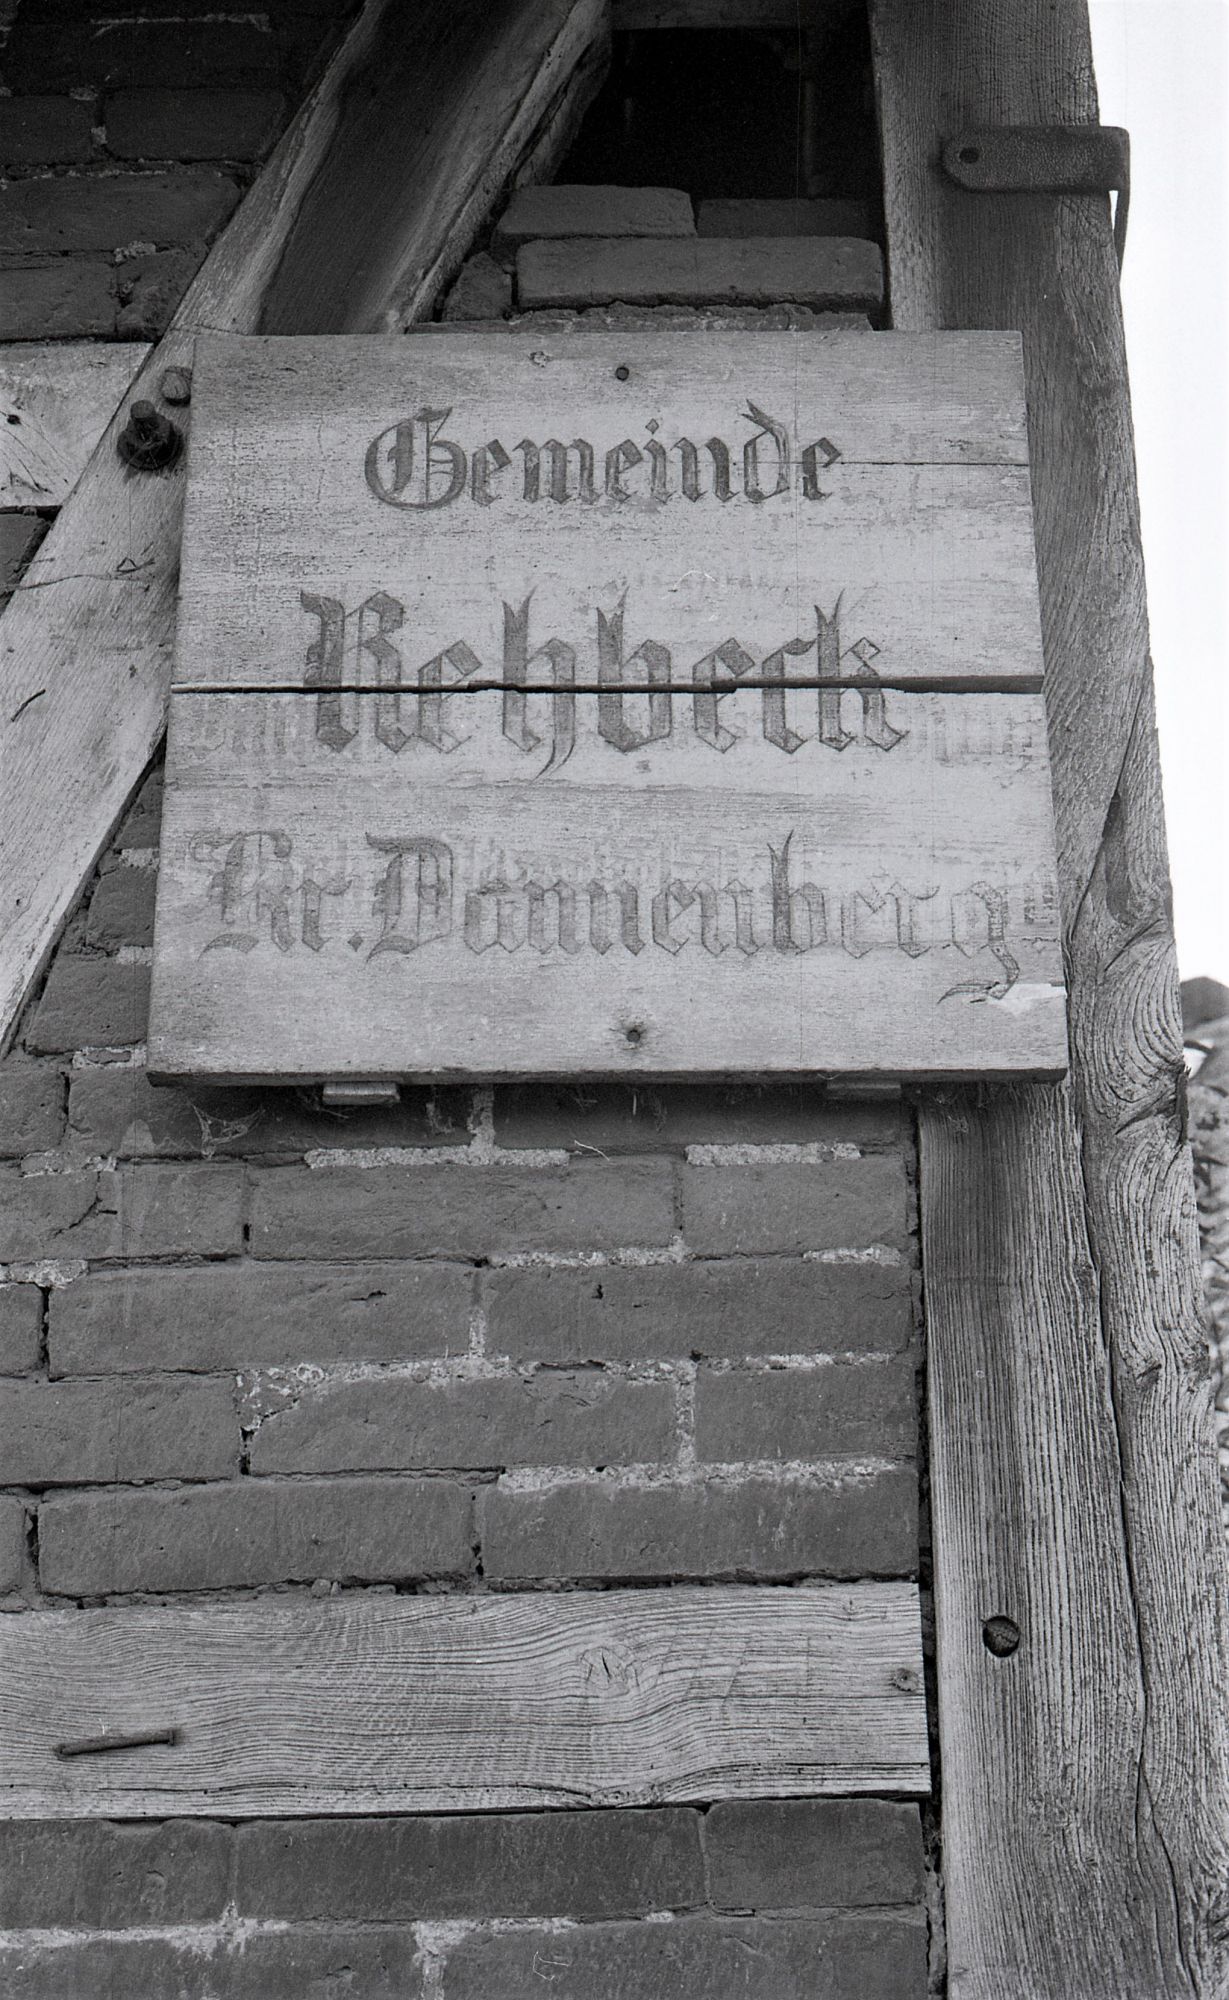 Gemeinde
Rehbeck
Kr. Dannenberg